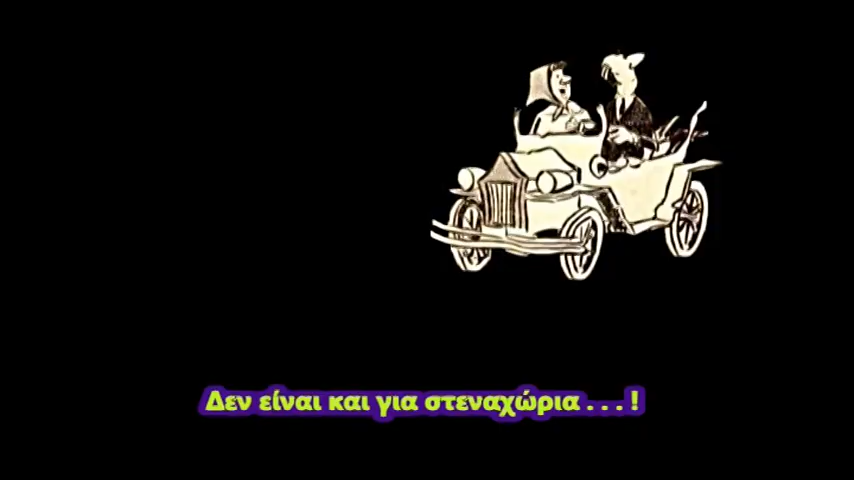 Δεν είναι και για στεναχώρια . . . !